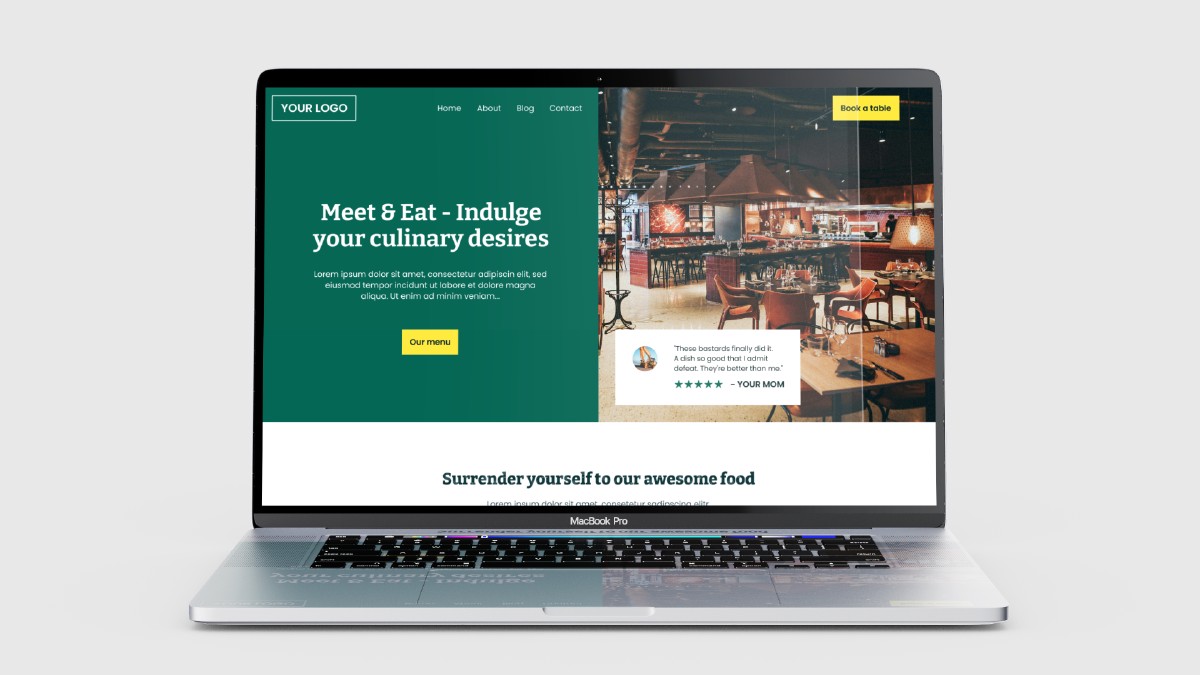 YOUR LOGO
Home About Blog Contact
Book a table
Meet & Eat - Indulge
your culinary desires
Lorem ipsum dolor sit amet, consectetur adipiscin elit, sed
eiusmod tempor incidunt ut labore et dolore magna
aliqua. Ut enim ad minim veniam...
Our menu
"These bastards finally did it.
A dish so good that I admit
defeat. They're better than me."
★★★★★ - YOUR MOM
Surrender yourself to our awesome food
Lorem ipsum dolor sit amet, consetetur sadipscing elitr
MacBook Pro